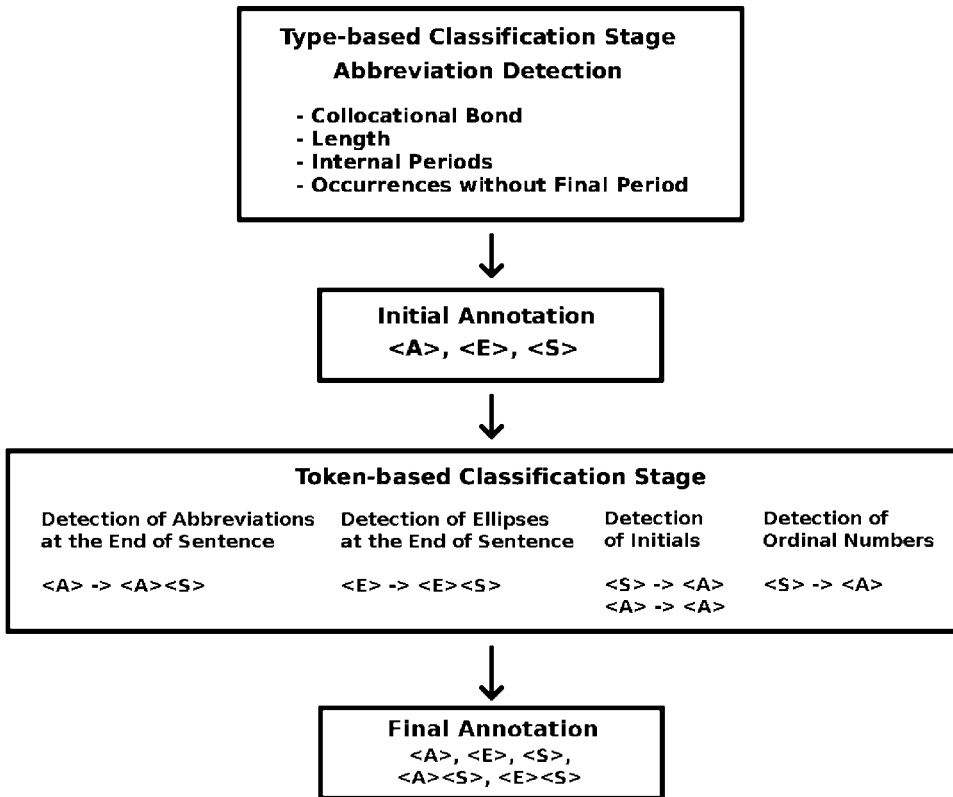 Type-based Classification Stage
Abbreviation Detection
- Collocational Bond
- Length
- Internal Periods
- Occurrences without Final Period
Initial Annotation
<A>, <E>, <S>
Token-based Classification Stage
Detection of Abbreviations
at the End of Sentence
<A> -> <A><S>
Detection of Ellipses
at the End of Sentence
<E> -> <E><S>
Detection
of Initials
<S> -> <A>
<A> -> <A>
Detection of
Ordinal Numbers
<S> -> <A>
Final Annotation
<A>, <E>, <S>,
<A><S>, <E><S>